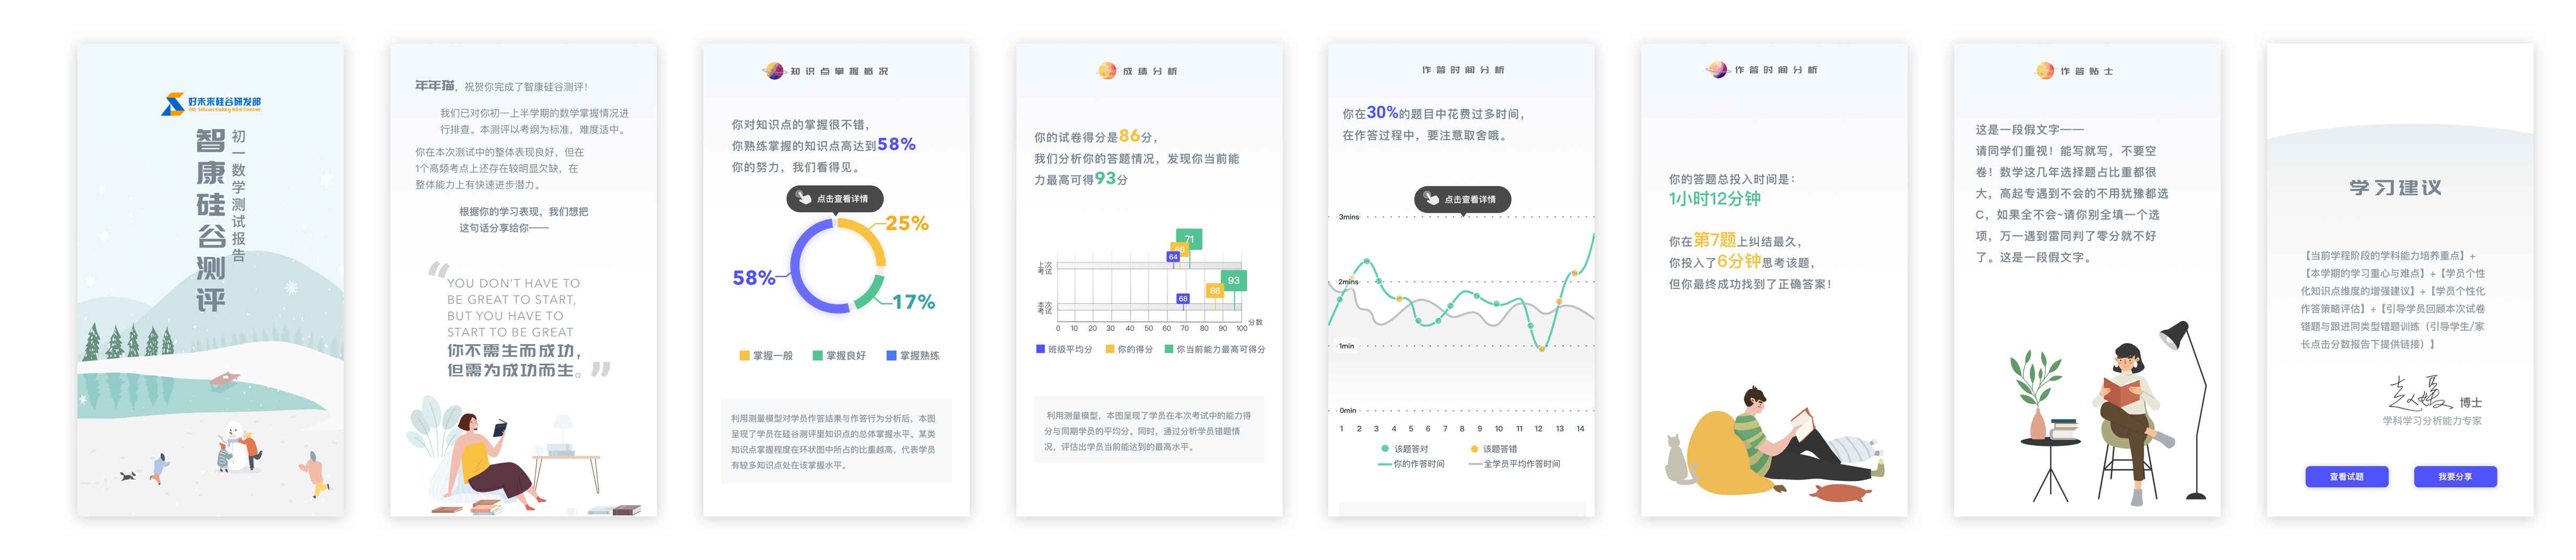 好未来硅谷研发部
TAL Silicon Valley R&D Center
智康硅谷测评
初一数学测试报告
年年猫，祝贺你完成了智康硅谷测评！
我们已对你初一上半学期的数学掌握情况进
行排查。本测评以考纲为标准，难度适中。
你在本次测试中的整体表现良好，但在
1个高频考点上还存在较明显欠缺，在
整体能力上有快速进步潜力。
根据你的学习表现，我们想把
这句话分享给你——
YOU DON'T HAVE TO
BE GREAT TO START,
BUT YOU HAVE TO
START TO BE GREAT
你不需生而成功，
但需为成功而生。
知识点掌握概况
你对知识点的掌握很不错，
你熟练掌握的知识点高达到58%
你的努力，我们看得见。
点击查看详情
25%
58%
17%
掌握一般 掌握良好 掌握熟练
利用测量模型对学员作答结果与作答行为分析后，本图
呈现了学员在硅谷测评里知识点的总体掌握水平。某类
知识点掌握程度在环状图中所占的比重越高，代表学员
有较多知识点处在该掌握水平。
成绩分析
你的试卷得分是86分，
我们分析你的答题情况，发现你当前能
力最高可得93分
71
66
64
上次
考试
93
86
68
本次
考试
0 10 20 30 40 50 60 70 80 90 100 分数
班级平均分 你的得分 你当前能力最高可得分
利用测量模型，本图呈现了学员在本次考试中的能力得
分与同期学员的平均分。同时，通过分析学员错题情
况，评估出学员当前能达到的最高水平。
作答时间分析
你在30%的题目中花费过多时间，
在作答过程中，要注意取舍哦。
点击查看详情
3mins
2mins
1min
0min
1 2 3 4 5 6 7 8 9 10 11 12 13 14
该题答对 该题答错
你的作答时间 全学员平均作答时间
作答时间分析
你的答题总投入时间是：
1小时12分钟
你在第7题上纠结最久，
你投入了6分钟思考该题，
但你最终成功找到了正确答案！
作答贴士
这是一段假文字——
请同学们重视！能写就写，不要空
卷！数学这几年选择题占比重都很
大，高起专遇到不会的不用犹豫都选
C，如果全不会~请你别全填一个选
项，万一遇到雷同判了零分就不好
了。这是一段假文字。
学习建议
【当前学程阶段的学科能力培养重点】+
【本学期的学习重心与难点】+【学员个性
化知识点维度的增强建议】+【学员个性化
作答策略评估】+【引导学员回顾本次试卷
错题与跟进同类型错题训练（引导学生/家
长点击分数报告下提供链接）】
博士
学科学习分析能力专家
查看试题 我要分享